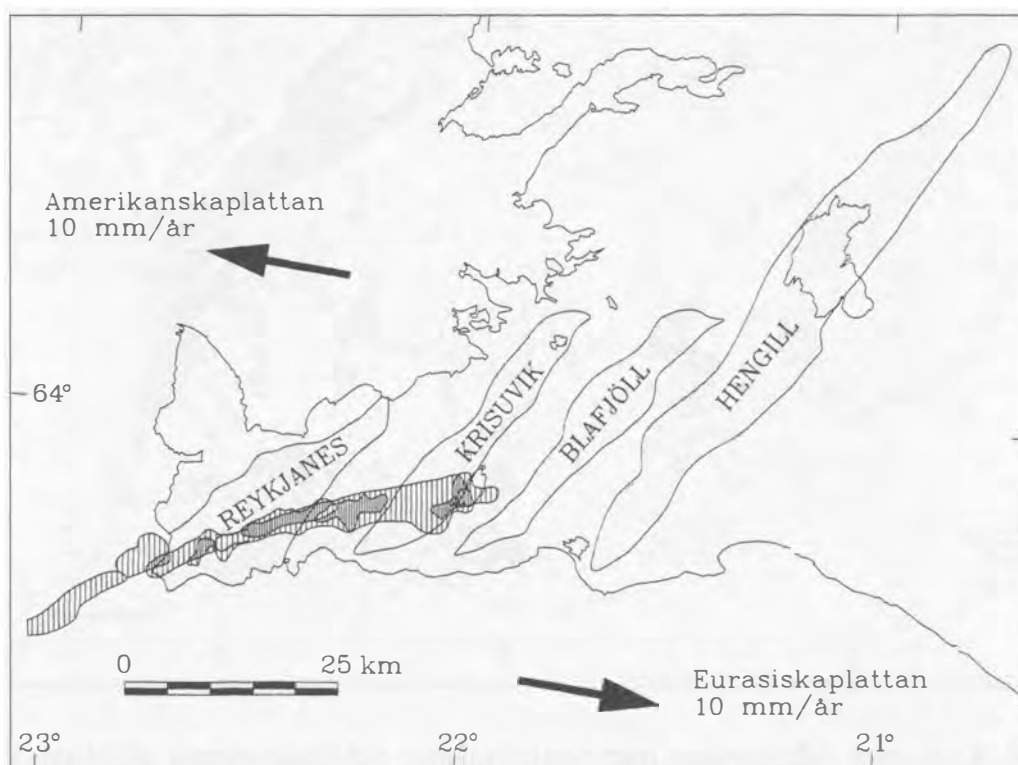 Amerikanskaplattan
10 mm/år
64°
REYKJANES
KRISUVIK
BLAFJÖLL
HENGILL
0
25 km
Eurasiskaplattan
10 mm/år
23°
22°
21°